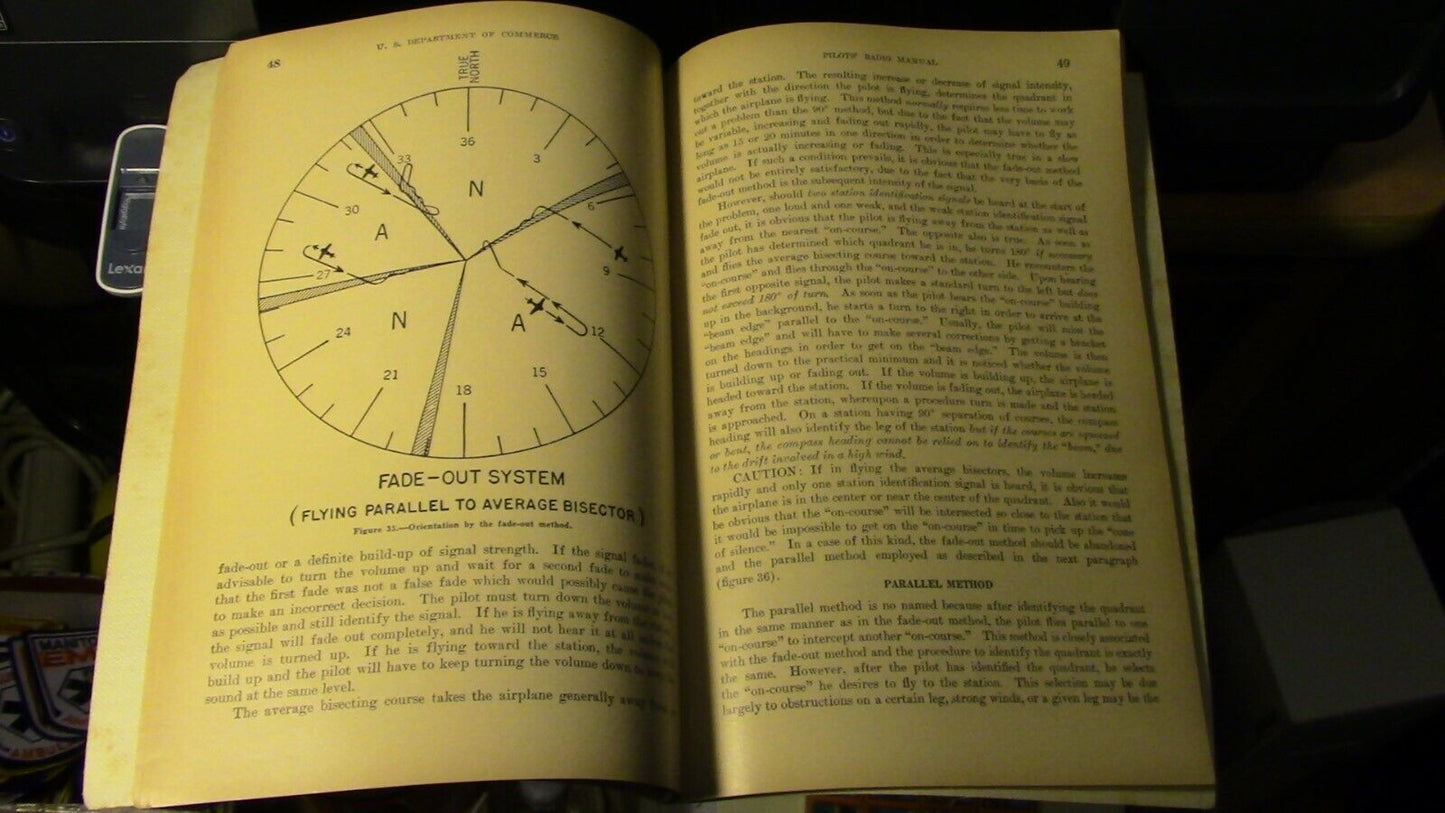 48
U. S. DEPARTMENT OF COMMERCE
TRUE
NORTH
36
33
3
N
6
30
A
9
27
N
A
24
12
21
18
15
FADE-OUT SYSTEM
(FLYING PARALLEL TO AVERAGE BISECTOR)
Figure 35.—Orientation by the fade-out method.
fade-out or a definite build-up of signal strength. If the signal
advisable to turn the volume up and wait for a second fade to
that the first fade was not a false fade which would possibly cause
to make an incorrect decision. The pilot must turn down the
as possible and still identify the signal. If he is flying away from
the signal will fade out completely, and he will not hear it at all
volume is turned up. If he is flying toward the station, the
build up and the pilot will have to keep turning the volume down
sound at the same level.
The average bisecting course takes the airplane generally
PILOTS' RADIO MANUAL
49
toward the station. The resulting increase or decrease of signal intensity,
together with the direction the pilot is flying, determines the quadrant in
which the airplane is flying. This method normally requires less time to work
out a problem than the 90° method, but due to the fact that the volume may
be variable, increasing and fading out rapidly, the pilot may have to fly as
long as 15 or 20 minutes in one direction in order to determine whether the
volume is actually increasing or fading. This is especially true in a slow
airplane. If such a condition prevails, it is obvious that the fade-out method
would not be entirely satisfactory, due to the fact that the very basis of the
fade-out method is the subsequent intensity of the signal.
However, should two station identification signals be heard at the start of
the problem, one loud and one weak, and the weak station identification signal
fade out, it is obvious that the pilot is flying away from the station as well as
away from the nearest "on-course." The opposite also is true. As soon as
the pilot has determined which quadrant he is in, he turns 180° if necessary
and flies the average bisecting course toward the station. He encounters the
"on-course" and flies through the "on-course" to the other side. Upon hearing
the first opposite signal, the pilot makes a standard turn to the left but does
not exceed 180° of turn. As soon as the pilot hears the "on-course" building
up in the background, he starts a turn to the right in order to arrive at the
"beam edge" parallel to the "on-course." Usually, the pilot will miss the
"beam edge" and will have to make several corrections by getting a bracket
on the headings in order to get on the "beam edge." The volume is then
turned down to the practical minimum and it is noticed whether the volume
is building up or fading out. If the volume is building up, the airplane is
headed toward the station. If the volume is fading out, the airplane is headed
away from the station, whereupon a procedure turn is made and the station
is approached. On a station having 90° separation of courses, the compass
heading will also identify the leg of the station but if the courses are squeezed
or bent, the compass heading cannot be relied on to identify the "beam," due
to the drift involved in a high wind.
CAUTION: If in flying the average bisectors, the volume increases
rapidly and only one station identification signal is heard, it is obvious that
the airplane is in the center or near the center of the quadrant. Also it would
be obvious that the "on-course" will be intersected so close to the station that
it would be impossible to get on the "on-course" in time to pick up the "cone
of silence." In a case of this kind, the fade-out method should be abandoned
and the parallel method employed as described in the next paragraph
(figure 36).
PARALLEL METHOD
The parallel method is so named because after identifying the quadrant
in the same manner as in the fade-out method, the pilot flies parallel to one
"on-course" to intercept another "on-course." This method is closely associated
with the fade-out method and the procedure to identify the quadrant is exactly
the same. However, after the pilot has identified the quadrant, he selects
the "on-course" he desires to fly to the station. This selection may be due
largely to obstructions on a certain leg, strong winds, or a given leg may be the
Lexa
AMBUL